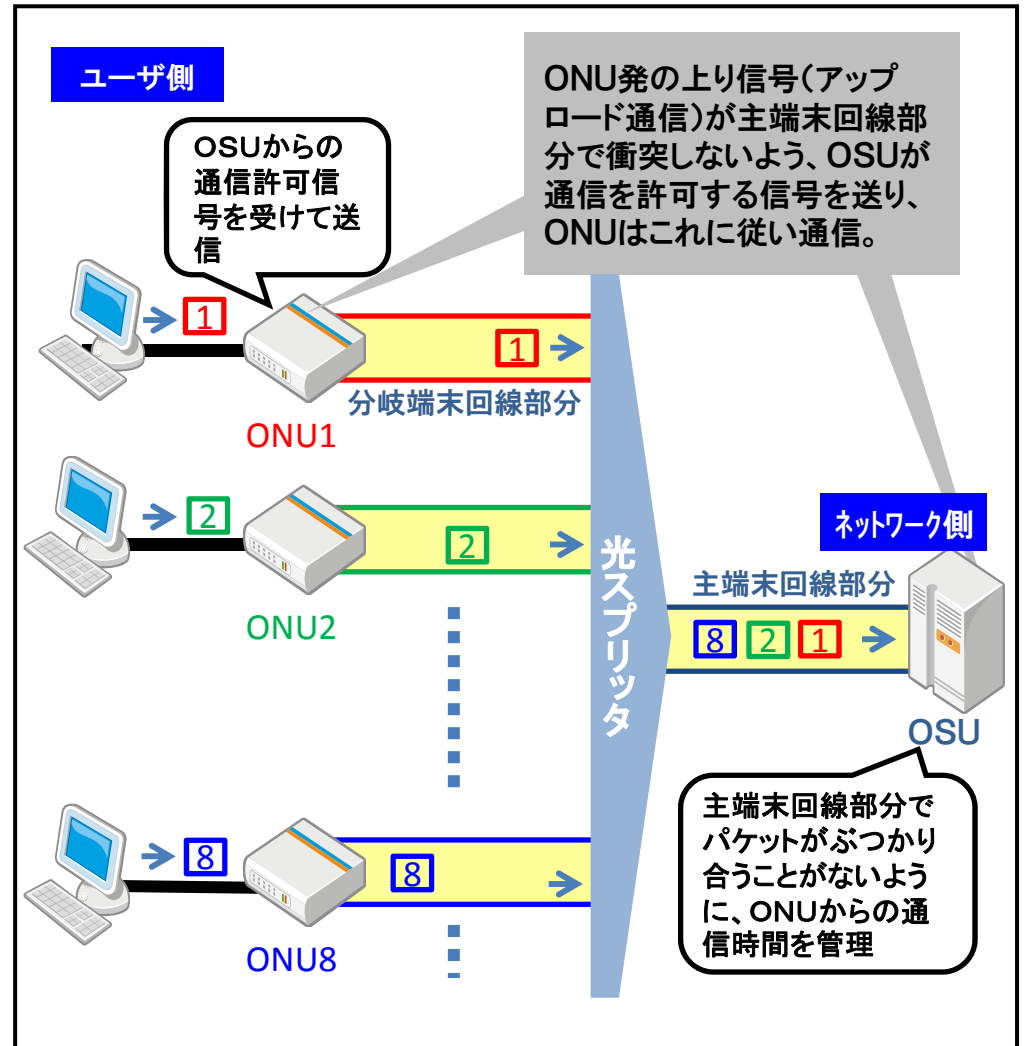 ユーザ側
ONU発の上り信号(アップ
ロード通信)が主端末回線部
分で衝突しないよう、OSUが
通信を許可する信号を送り、
ONUはこれに従い通信。
OSUからの
通信許可信
号を受けて送
信
1
1
分岐端末回線部分
ONU1
2
2
ONU2
光スプリッタ
ネットワーク側
主端末回線部分
8 2 1
OSU
主端末回線部分で
パケットがぶつかり
合うことがないよう
に、ONUからの通
信時間を管理
8
8
ONU8